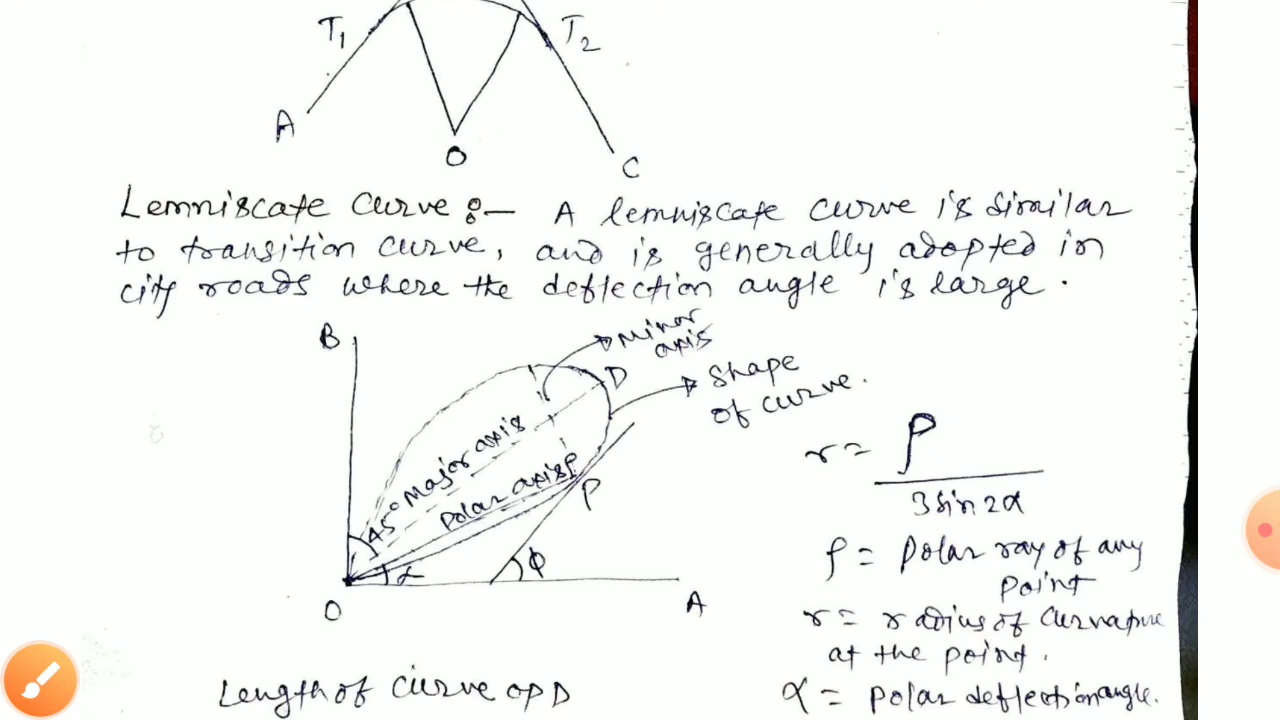 T1
T2
A
O
C
Lemniscate Curve :— A lemniscate curve is similar
to transition curve, and is generally adopted in
city roads where the deflection angle is large.
B
Minor
axis
D
Shape
of curve.
45° Major axis
Polar axis ρ
P
α
ϕ
O
A
r = ρ
3 sin 2α
ρ = Polar ray of any
point
r = radius of curvature
at the point.
α = polar deflection angle.
Length of curve OPD